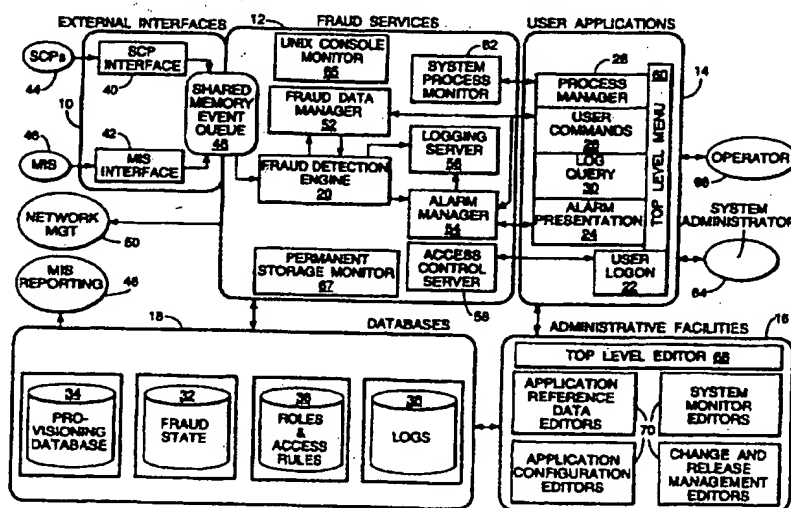 EXTERNAL INTERFACES
SCPs
44
SCP
INTERFACE
40
10
42
46
MIS
MIS
INTERFACE
SHARED
MEMORY
EVENT
QUEUE
48
NETWORK
MGT
50
MIS
REPORTING
46
12
FRAUD SERVICES
UNIX CONSOLE
MONITOR
65
62
SYSTEM
PROCESS
MONITOR
FRAUD DATA
MANAGER
52
LOGGING
SERVER
56
FRAUD DETECTION
ENGINE
20
ALARM
MANAGER
54
PERMANENT
STORAGE MONITOR
67
ACCESS
CONTROL
SERVER
58
USER APPLICATIONS
26
14
PROCESS
MANAGER
USER
COMMANDS
28
LOG
QUERY
30
ALARM
PRESENTATION
24
USER
LOGON
22
TOP LEVEL MENU
60
OPERATOR
66
SYSTEM
ADMINISTRATOR
64
18
DATABASES
34
PRO-
VISIONING
DATABASE
32
FRAUD
STATE
36
ROLES
&
ACCESS
RULES
38
LOGS
ADMINISTRATIVE FACILITIES
16
TOP LEVEL EDITOR 68
APPLICATION
REFERENCE
DATA
EDITORS
SYSTEM
MONITOR
EDITORS
70
APPLICATION
CONFIGURATION
EDITORS
CHANGE AND
RELEASE
MANAGEMENT
EDITORS